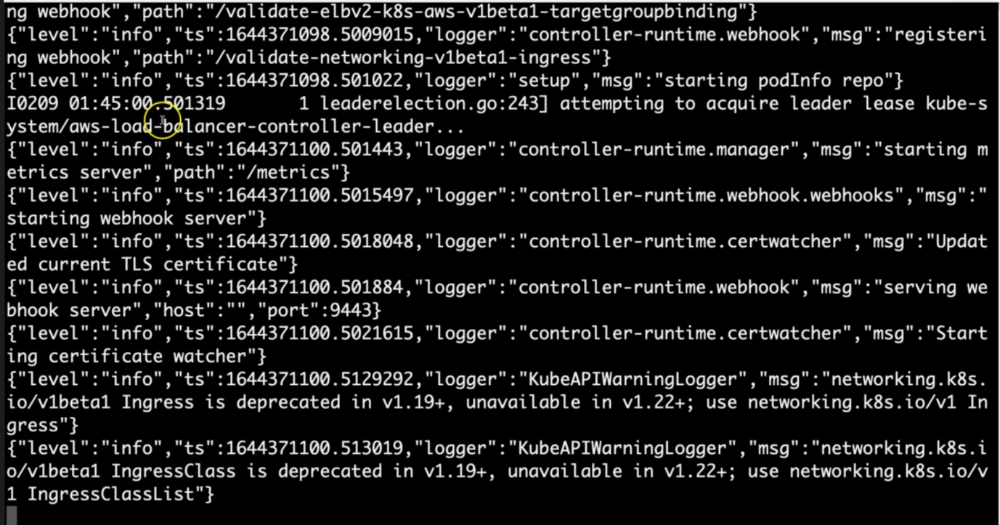 ng webhook","path":"/validate-elbv2-k8s-aws-v1beta1-targetgroupbinding"}
{"level":"info","ts":1644371098.5009015,"logger":"controller-runtime.webhook","msg":"registeri
ng webhook","path":"/validate-networking-v1beta1-ingress"}
{"level":"info","ts":1644371098.501022,"logger":"setup","msg":"starting podInfo repo"}
I0209 01:45:00.501319       1 leaderelection.go:243] attempting to acquire leader lease kube-s
ystem/aws-load-balancer-controller-leader...
{"level":"info","ts":1644371100.501443,"logger":"controller-runtime.manager","msg":"starting m
etrics server","path":"/metrics"}
{"level":"info","ts":1644371100.5015497,"logger":"controller-runtime.webhook.webhooks","msg":"
starting webhook server"}
{"level":"info","ts":1644371100.5018048,"logger":"controller-runtime.certwatcher","msg":"Updat
ed current TLS certificate"}
{"level":"info","ts":1644371100.501884,"logger":"controller-runtime.webhook","msg":"serving we
bhook server","host":"","port":9443}
{"level":"info","ts":1644371100.5021615,"logger":"controller-runtime.certwatcher","msg":"Start
ing certificate watcher"}
{"level":"info","ts":1644371100.5129292,"logger":"KubeAPIWarningLogger","msg":"networking.k8s.
io/v1beta1 Ingress is deprecated in v1.19+, unavailable in v1.22+; use networking.k8s.io/v1 In
gress"}
{"level":"info","ts":1644371100.513019,"logger":"KubeAPIWarningLogger","msg":"networking.k8s.i
o/v1beta1 IngressClass is deprecated in v1.19+, unavailable in v1.22+; use networking.k8s.io/v
1 IngressClassList"}